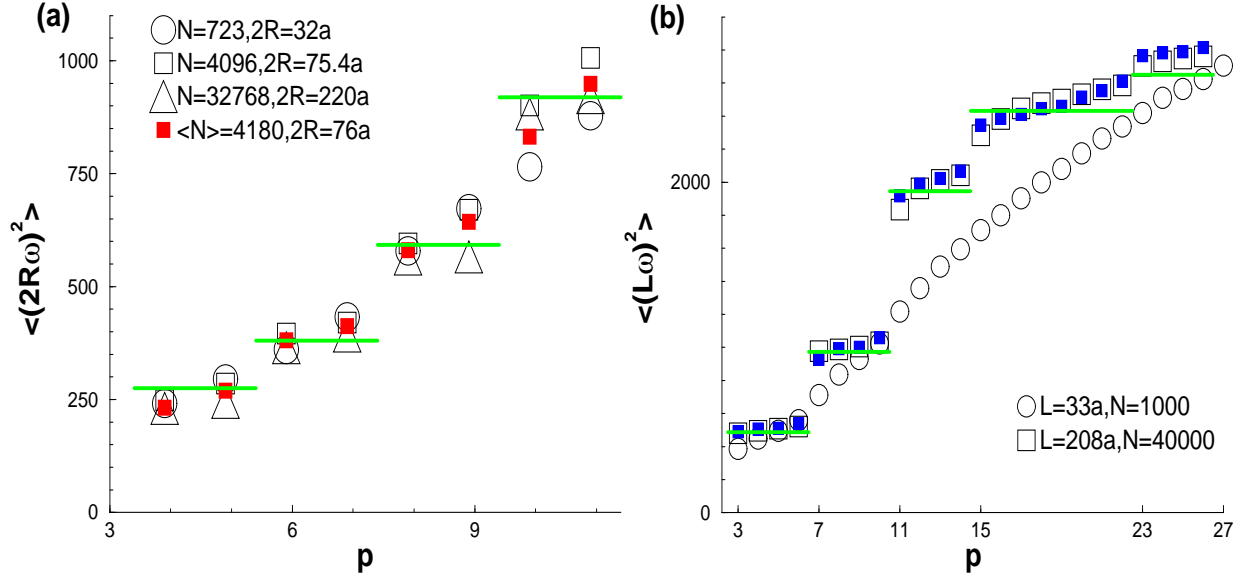 (a)
N=723,2R=32a
N=4096,2R=75.4a
N=32768,2R=220a
<N>=4180,2R=76a
<(2Rω)²>
1000
750
500
250
0
3
6
9
p
(b)
<(Lω)²>
2000
0
L=33a,N=1000
L=208a,N=40000
3
7
11
15
23
27
p